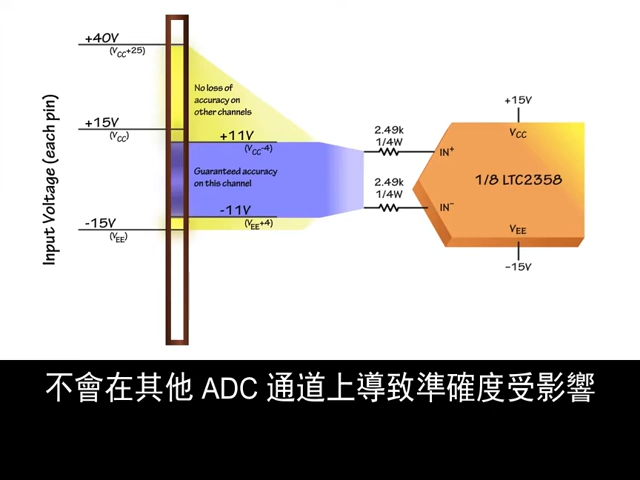 +40V
(VCC+25)
No loss of
accuracy on
other channels
+15V
(VCC)
+11V
(VCC-4)
Guaranteed accuracy
on this channel
-11V
(VEE+4)
-15V
(VEE)
Input Voltage (each pin)
2.49k
1/4W
2.49k
1/4W
+15V
VCC
IN+
1/8 LTC2358
IN-
VEE
-15V
不會在其他 ADC 通道上導致準確度受影響